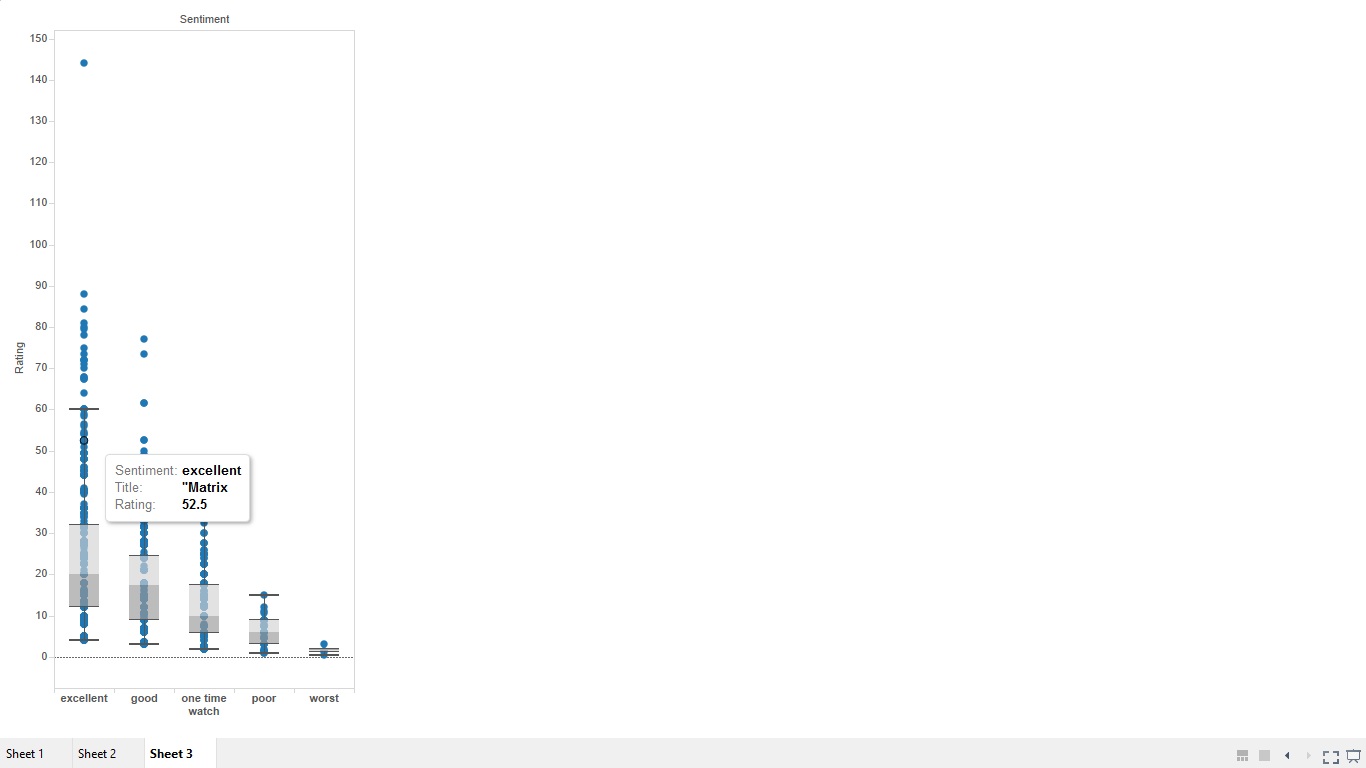 Sentiment
150
140
130
120
110
100
90
80
70
60
50
40
30
20
10
0
Rating
Sentiment: excellent
Title: "Matrix
Rating: 52.5
excellent good one time watch poor worst
Sheet 1 Sheet 2 Sheet 3